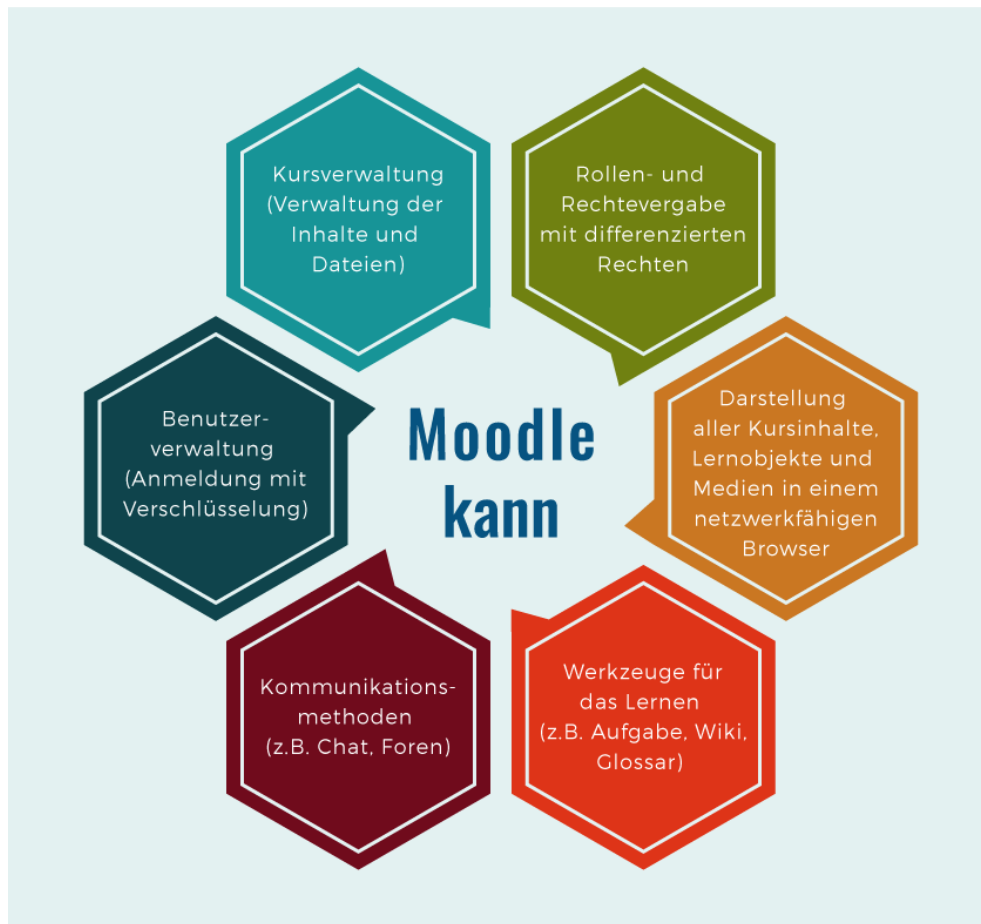 Kursverwaltung
(Verwaltung der
Inhalte und
Dateien)
Rollen- und
Rechtevergabe
mit differenzierten
Rechten
Benutzer-
verwaltung
(Anmeldung mit
Verschlüsselung)
Moodle
kann
Darstellung
aller Kursinhalte,
Lernobjekte und
Medien in einem
netzwerkfähigen
Browser
Kommunikations-
methoden
(z.B. Chat, Foren)
Werkzeuge für
das Lernen
(z.B. Aufgabe, Wiki,
Glossar)